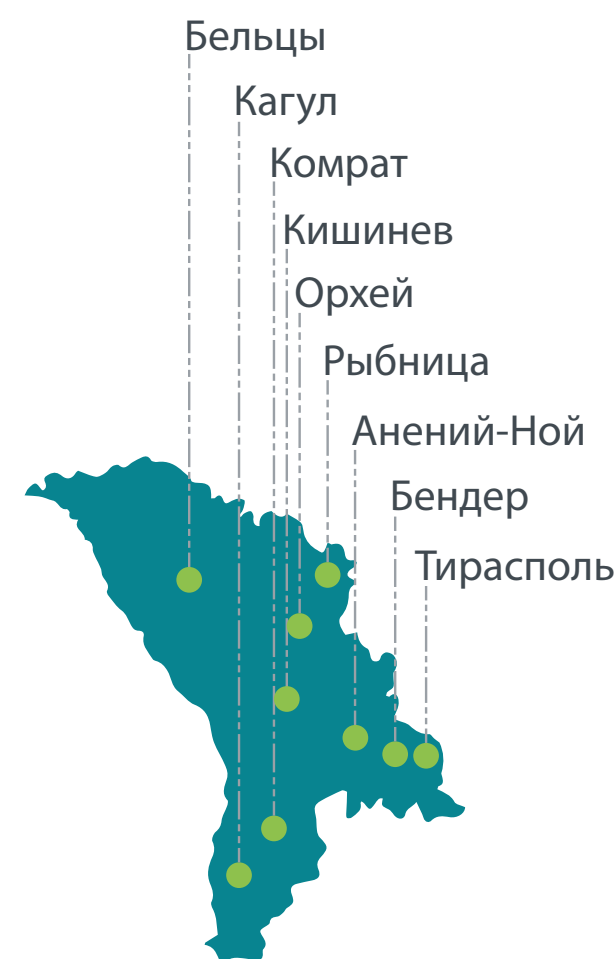 Бельцы
Кагул
Комрат
Кишинев
Орхей
Рыбница
Анений-Ной
Бендер
Тирасполь